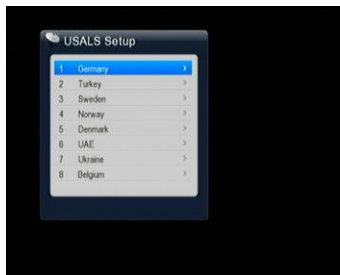 USALS Setup
1 Germany >
2 Turkey >
3 Sweden >
4 Norway >
5 Denmark >
6 UAE >
7 Ukraine >
8 Belgium >